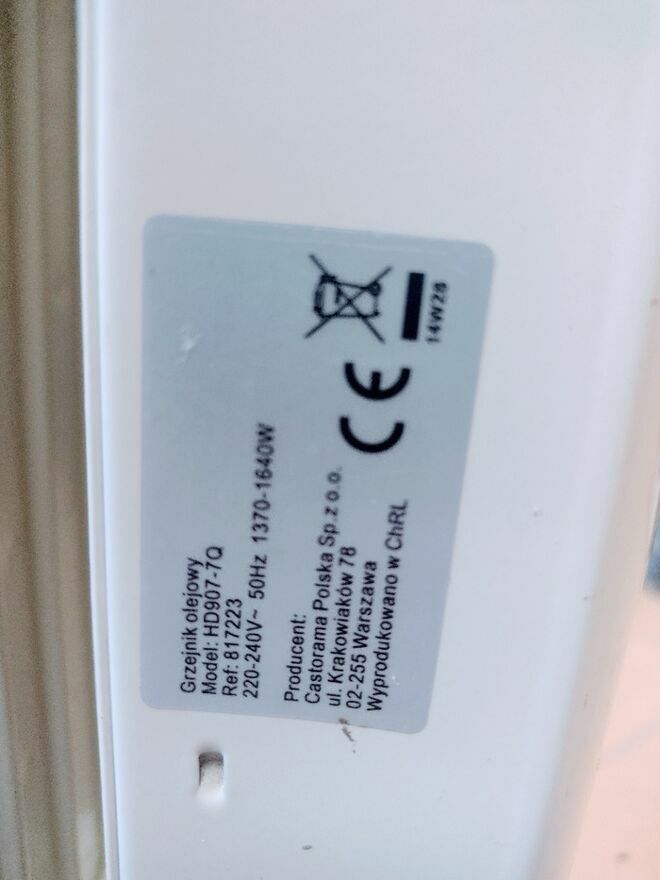 Grzejnik olejowy
Model: HD907-7Q
Ref: 817223
220-240V~ 50Hz 1370-1640W
Producent:
Castorama Polska Sp.z o.o.
ul. Krakowiaków 78
02-255 Warszawa
Wyprodukowano w ChRL
CE
14W28